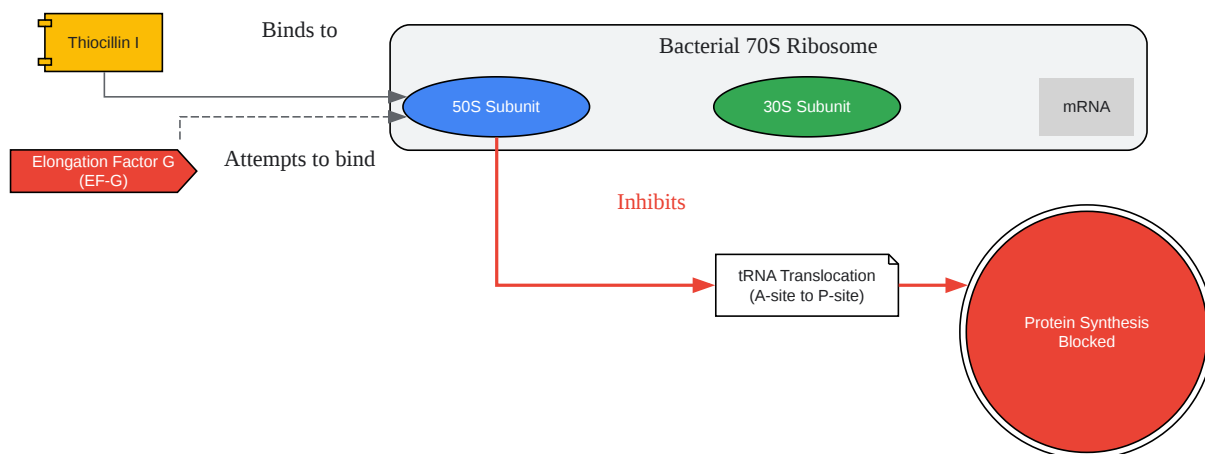 Thiocillin I
Binds to
Bacterial 70S Ribosome
50S Subunit
30S Subunit
mRNA
Elongation Factor G
(EF-G)
Attempts to bind
Inhibits
tRNA Translocation
(A-site to P-site)
Protein Synthesis
Blocked